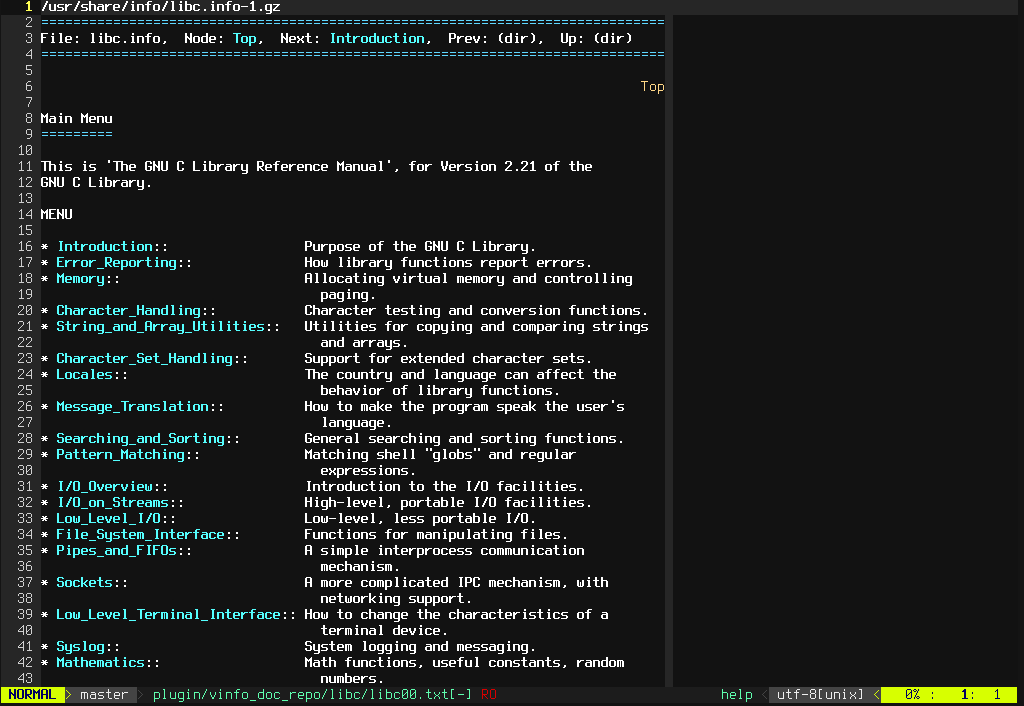 1 /usr/share/info/libc.info-1.gz
2 ==============================================================================
3 File: libc.info,  Node: Top,  Next: Introduction,  Prev: (dir),  Up: (dir)
4 ==============================================================================
5
6 Top
7
8 Main Menu
9 =========
10
11 This is 'The GNU C Library Reference Manual', for Version 2.21 of the
12 GNU C Library.
13
14 MENU
15
16 * Introduction:: Purpose of the GNU C Library.
17 * Error_Reporting:: How library functions report errors.
18 * Memory:: Allocating virtual memory and controlling
19 paging.
20 * Character_Handling:: Character testing and conversion functions.
21 * String_and_Array_Utilities:: Utilities for copying and comparing strings
22 and arrays.
23 * Character_Set_Handling:: Support for extended character sets.
24 * Locales:: The country and language can affect the
25 behavior of library functions.
26 * Message_Translation:: How to make the program speak the user's
27 language.
28 * Searching_and_Sorting:: General searching and sorting functions.
29 * Pattern_Matching:: Matching shell "globs" and regular
30 expressions.
31 * I/O_Overview:: Introduction to the I/O facilities.
32 * I/O_on_Streams:: High-level, portable I/O facilities.
33 * Low_Level_I/O:: Low-level, less portable I/O.
34 * File_System_Interface:: Functions for manipulating files.
35 * Pipes_and_FIFOs:: A simple interprocess communication
36 mechanism.
37 * Sockets:: A more complicated IPC mechanism, with
38 networking support.
39 * Low_Level_Terminal_Interface:: How to change the characteristics of a
40 terminal device.
41 * Syslog:: System logging and messaging.
42 * Mathematics:: Math functions, useful constants, random
43 numbers.
NORMAL > master > plugin/vinfo_doc_repo/libc/libc00.txt[-] RO help < utf-8[unix] < 0% : 1: 1